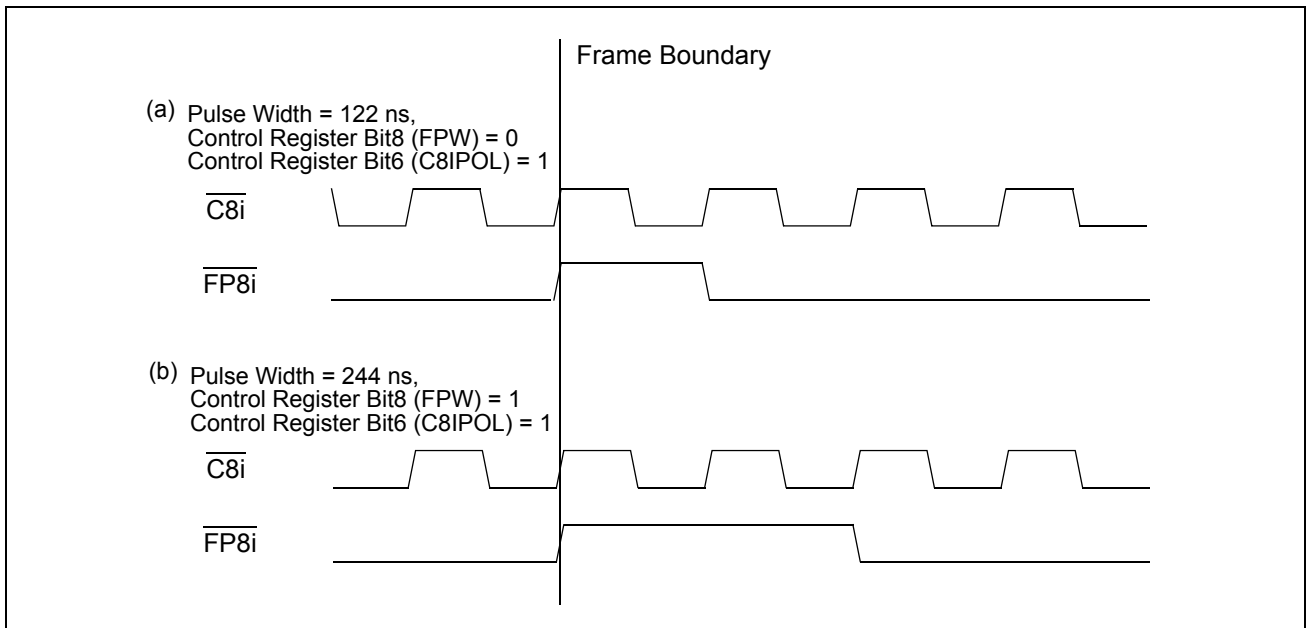 Frame Boundary
(a) Pulse Width = 122 ns,
Control Register Bit8 (FPW) = 0
Control Register Bit6 (C8IPOL) = 1
C8i
FP8i
(b) Pulse Width = 244 ns,
Control Register Bit8 (FPW) = 1
Control Register Bit6 (C8IPOL) = 1
C8i
FP8i